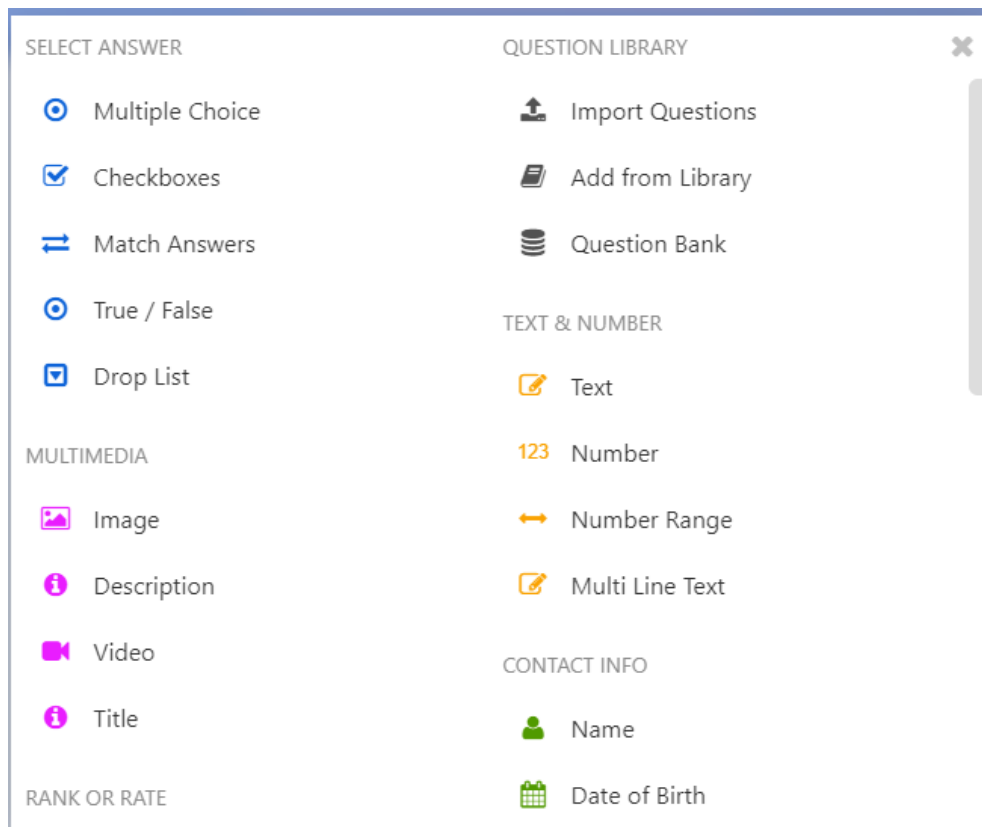 SELECT ANSWER
Multiple Choice
Checkboxes
Match Answers
True / False
Drop List
MULTIMEDIA
Image
Description
Video
Title
RANK OR RATE
QUESTION LIBRARY
Import Questions
Add from Library
Question Bank
TEXT & NUMBER
Text
123 Number
Number Range
Multi Line Text
CONTACT INFO
Name
Date of Birth